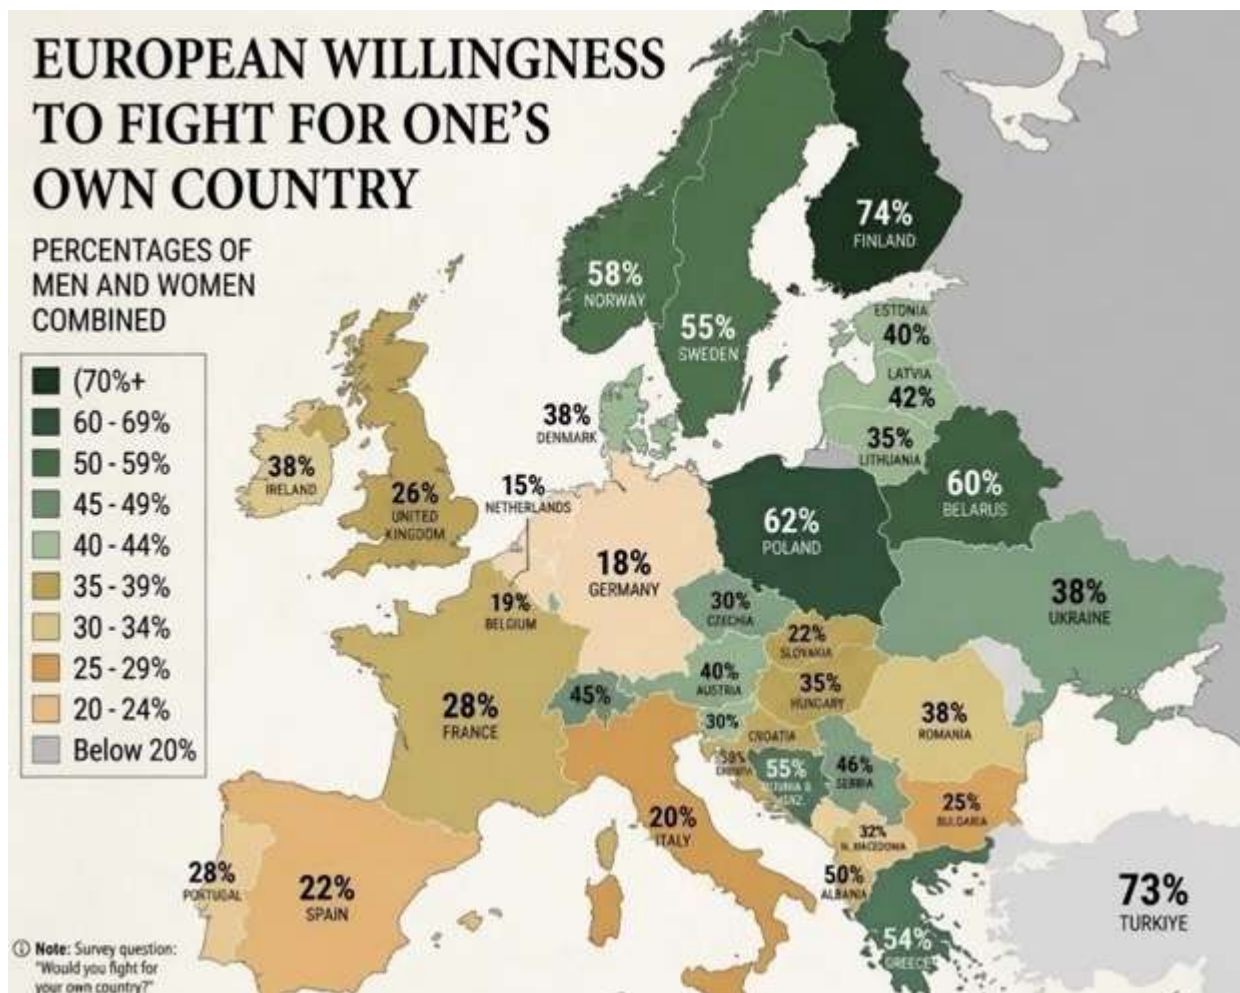 EUROPEAN WILLINGNESS
TO FIGHT FOR ONE'S
OWN COUNTRY
PERCENTAGES OF
MEN AND WOMEN
COMBINED
(70%+
60 - 69%
50 - 59%
45 - 49%
40 - 44%
35 - 39%
30 - 34%
25 - 29%
20 - 24%
Below 20%
74%
FINLAND
58%
NORWAY
55%
SWEDEN
ESTONIA
40%
LATVIA
42%
35%
LITHUANIA
38%
DENMARK
38%
IRELAND
26%
UNITED
KINGDOM
15%
NETHERLANDS
60%
BELARUS
62%
POLAND
18%
GERMANY
19%
BELGIUM
30%
CZECHIA
38%
UKRAINE
22%
SLOVAKIA
40%
AUSTRIA
35%
HUNGARY
45%
28%
FRANCE
30%
CROATIA
38%
ROMANIA
55%
46%
SERBIA
25%
BULGARIA
20%
ITALY
32%
N. MACEDONIA
50%
ALBANIA
28%
PORTUGAL
22%
SPAIN
73%
TURKIYE
54%
GREECE
Note: Survey question:
"Would you fight for
your own country?"